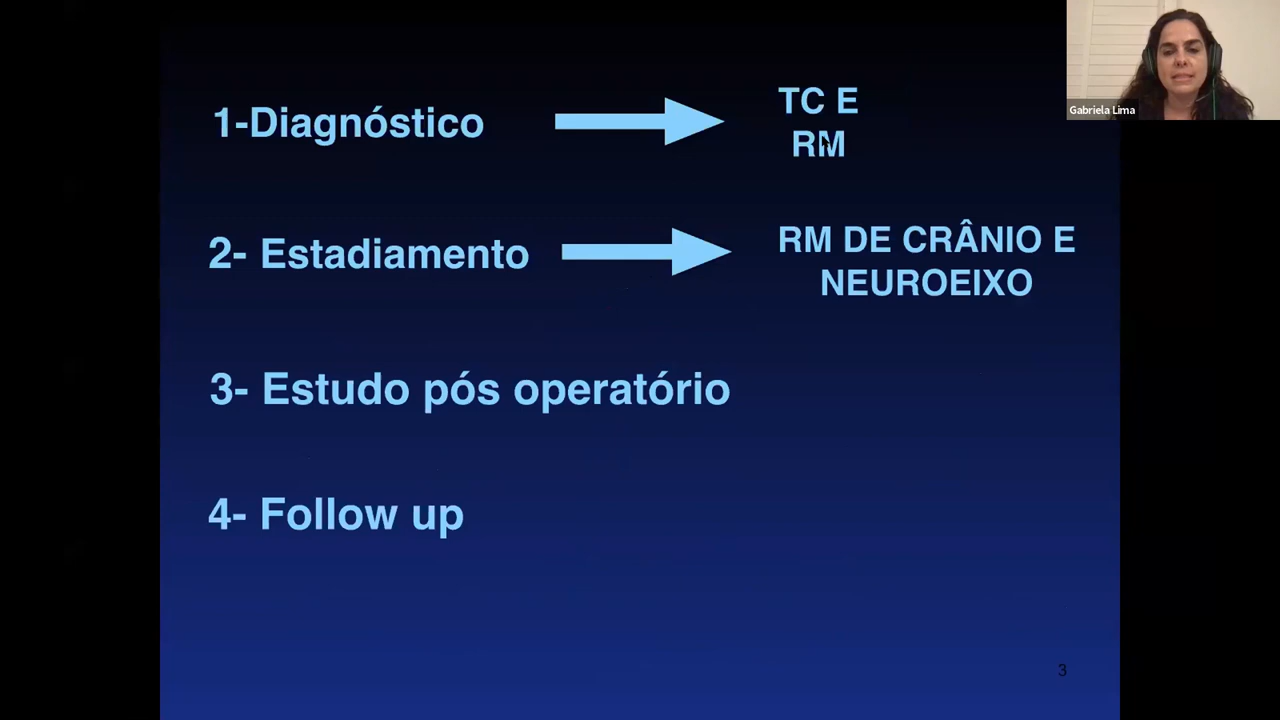 1-Diagnóstico
TC E
RM
2- Estadiamento
RM DE CRÂNIO E
NEUROEIXO
3- Estudo pós operatório
4- Follow up
3
Gabriela Lima